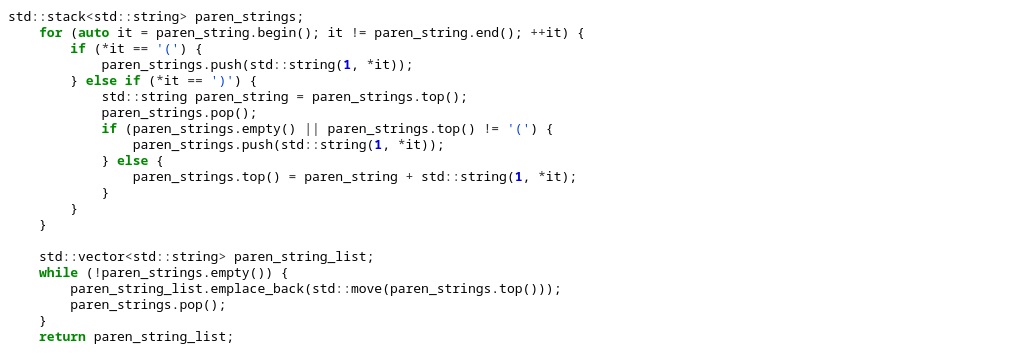 std::stack<std::string> paren_strings;
    for (auto it = paren_string.begin(); it != paren_string.end(); ++it) {
        if (*it == '(') {
            paren_strings.push(std::string(1, *it));
        } else if (*it == ')') {
            std::string paren_string = paren_strings.top();
            paren_strings.pop();
            if (paren_strings.empty() || paren_strings.top() != '(') {
                paren_strings.push(std::string(1, *it));
            } else {
                paren_strings.top() = paren_string + std::string(1, *it);
            }
        }
    }

    std::vector<std::string> paren_string_list;
    while (!paren_strings.empty()) {
        paren_string_list.emplace_back(std::move(paren_strings.top()));
        paren_strings.pop();
    }
    return paren_string_list;